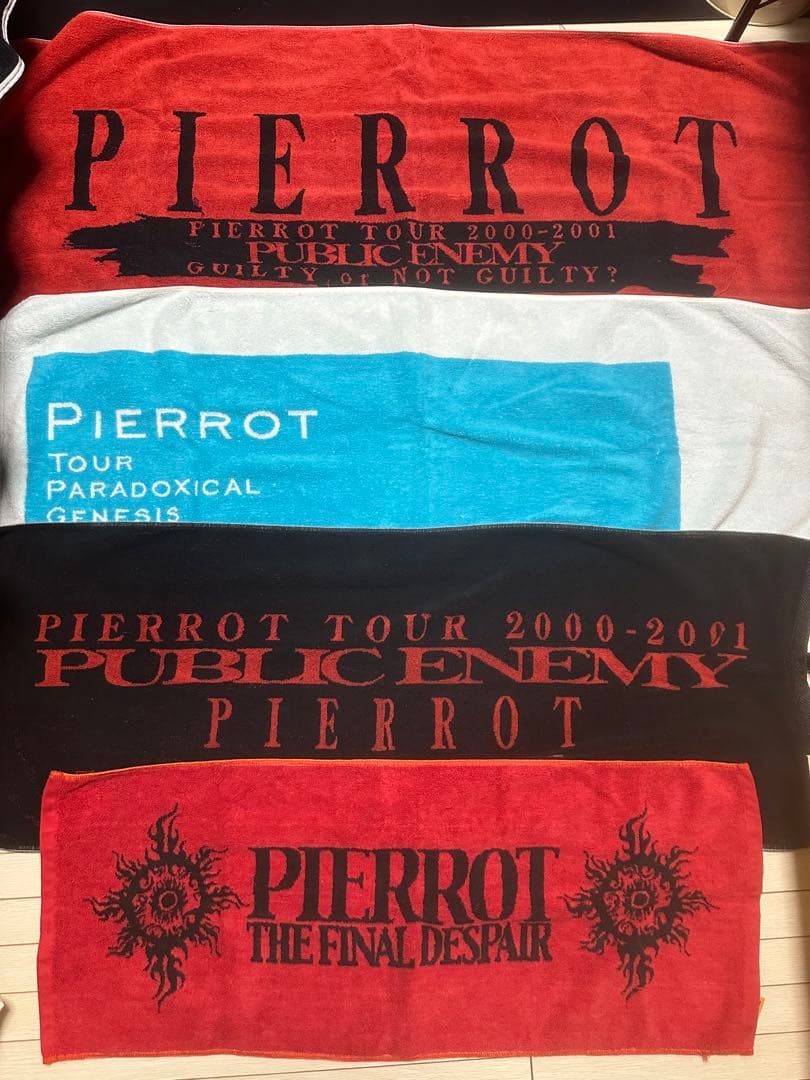 PIERROT
PIERROT TOUR 2000-2001
PUBLIC ENEMY
GUILTY or NOT GUILTY?
PIERROT
TOUR
PARADOXICAL
GENESIS
PIERROT TOUR 2000-2001
PUBLIC ENEMY
PIERROT
PIERROT
THE FINAL DESPAIR